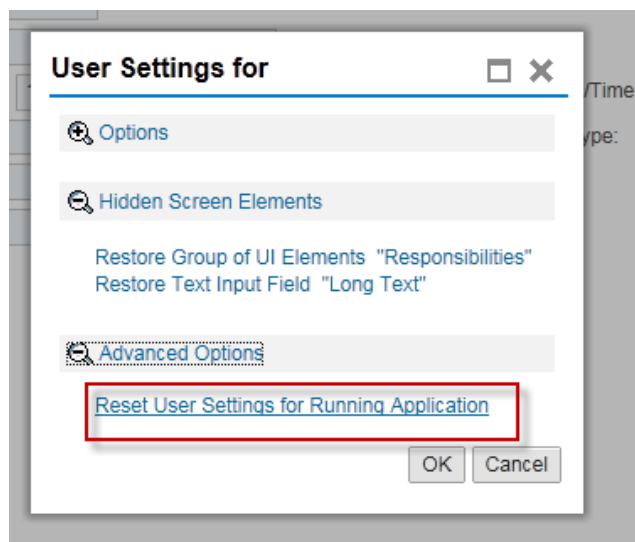 User Settings for
/Time
Options
ype:
Hidden Screen Elements
Restore Group of UI Elements "Responsibilities"
Restore Text Input Field "Long Text"
Advanced Options
Reset User Settings for Running Application
OK Cancel